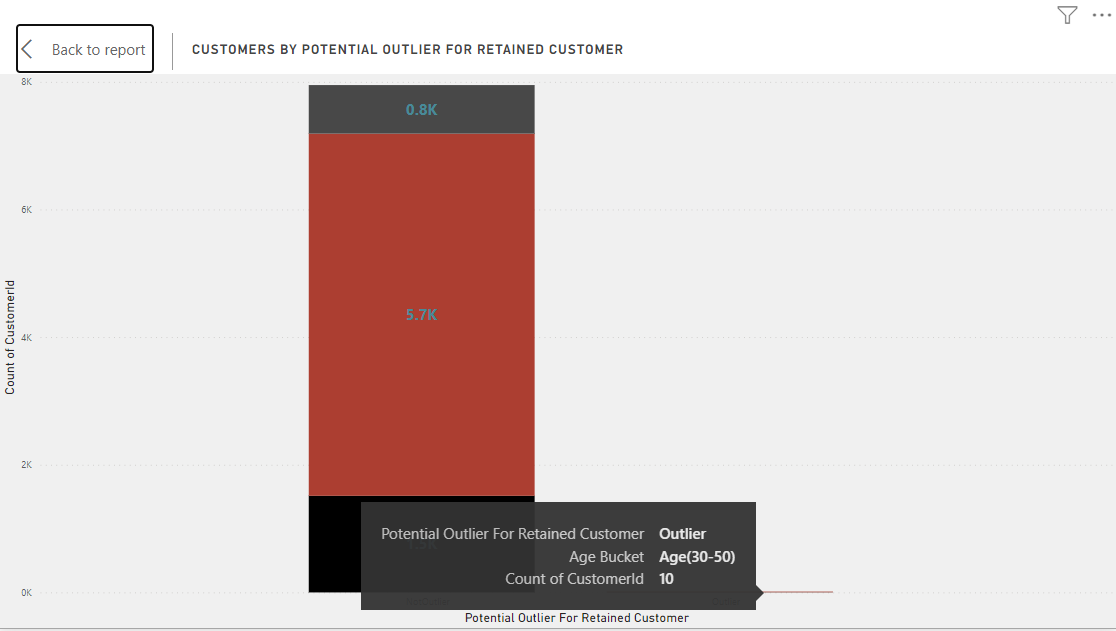 Back to report
CUSTOMERS BY POTENTIAL OUTLIER FOR RETAINED CUSTOMER
8K
0.8K
6K
5.7K
Count of CustomerId
4K
2K
Potential Outlier For Retained Customer Outlier
Age Bucket Age(30-50)
Count of CustomerId 10
0K
Potential Outlier For Retained Customer